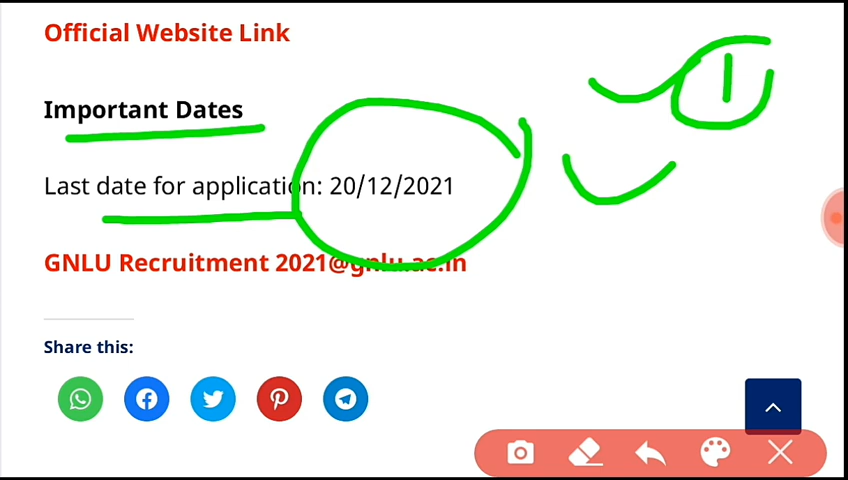 Official Website Link
Important Dates
1
Last date for application: 20/12/2021
GNLU Recruitment 2021@gnlu.ac.in
Share this: